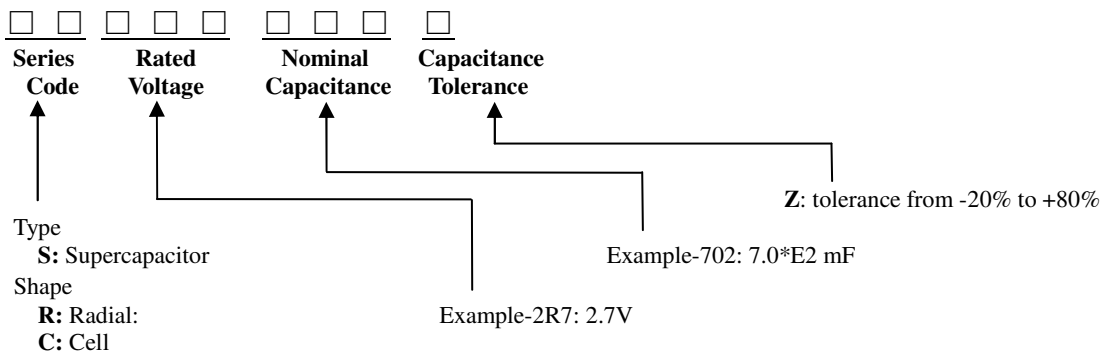 Series Rated Nominal Capacitance
Code Voltage Capacitance Tolerance
Z: tolerance from -20% to +80%
Type
S: Supercapacitor
Example-702: 7.0*E2 mF
Shape
R: Radial:
Example-2R7: 2.7V
C: Cell